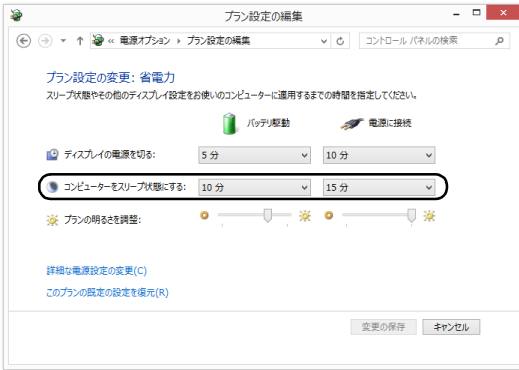 プラン設定の編集
« 電源オプション › プラン設定の編集
コントロール パネルの検索
プラン設定の変更: 省電力
スリープ状態やその他のディスプレイ設定をお使いのコンピューターに適用するまでの時間を指定してください。
バッテリ駆動 電源に接続
ディスプレイの電源を切る: 5 分 10 分
コンピューターをスリープ状態にする: 10 分 15 分
プランの明るさを調整:
詳細な電源設定の変更(C)
このプランの既定の設定を復元(R)
変更の保存 キャンセル